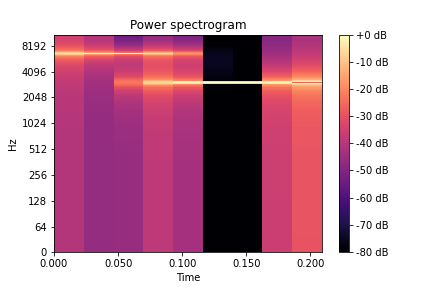 Power spectrogram
8192
4096
2048
1024
512
256
128
64
0
Hz
0.000 0.050 0.100 0.150 0.200
Time
+0 dB
-10 dB
-20 dB
-30 dB
-40 dB
-50 dB
-60 dB
-70 dB
-80 dB